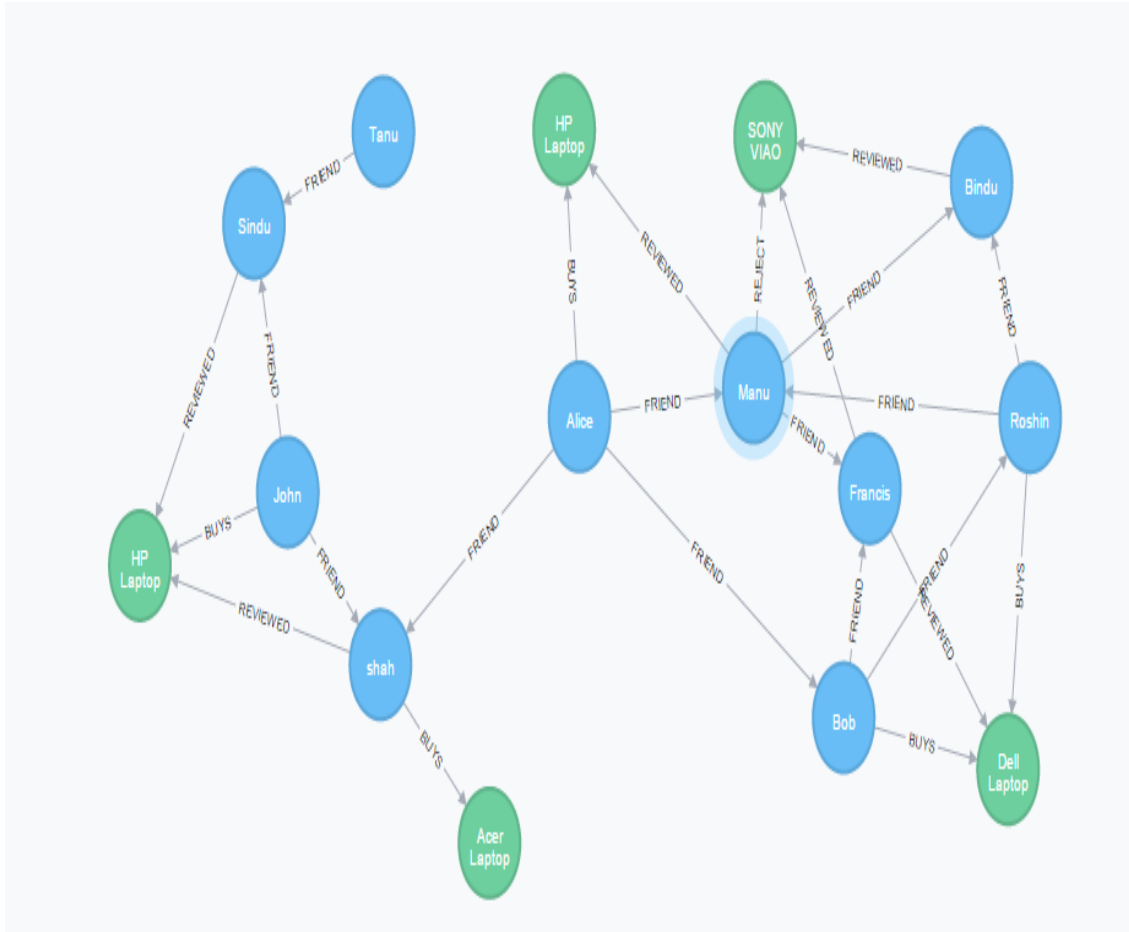 Tanu
HP
Laptop
SONY
VIAO
Bindu
Sindu
FRIEND
REVIEWED
FRIEND
REVIEWED
BUYS
REJECT
FRIEND
REVIEWED
FRIEND
REVIEWED
FRIEND
Alice
FRIEND
Manu
FRIEND
Roshin
FRIEND
John
Francis
BUYS
HP
Laptop
FRIEND
FRIEND
FRIEND
FRIEND
FRIEND
REVIEWED
BUYS
REVIEWED
shah
Bob
BUYS
BUYS
Dell
Laptop
Acer
Laptop